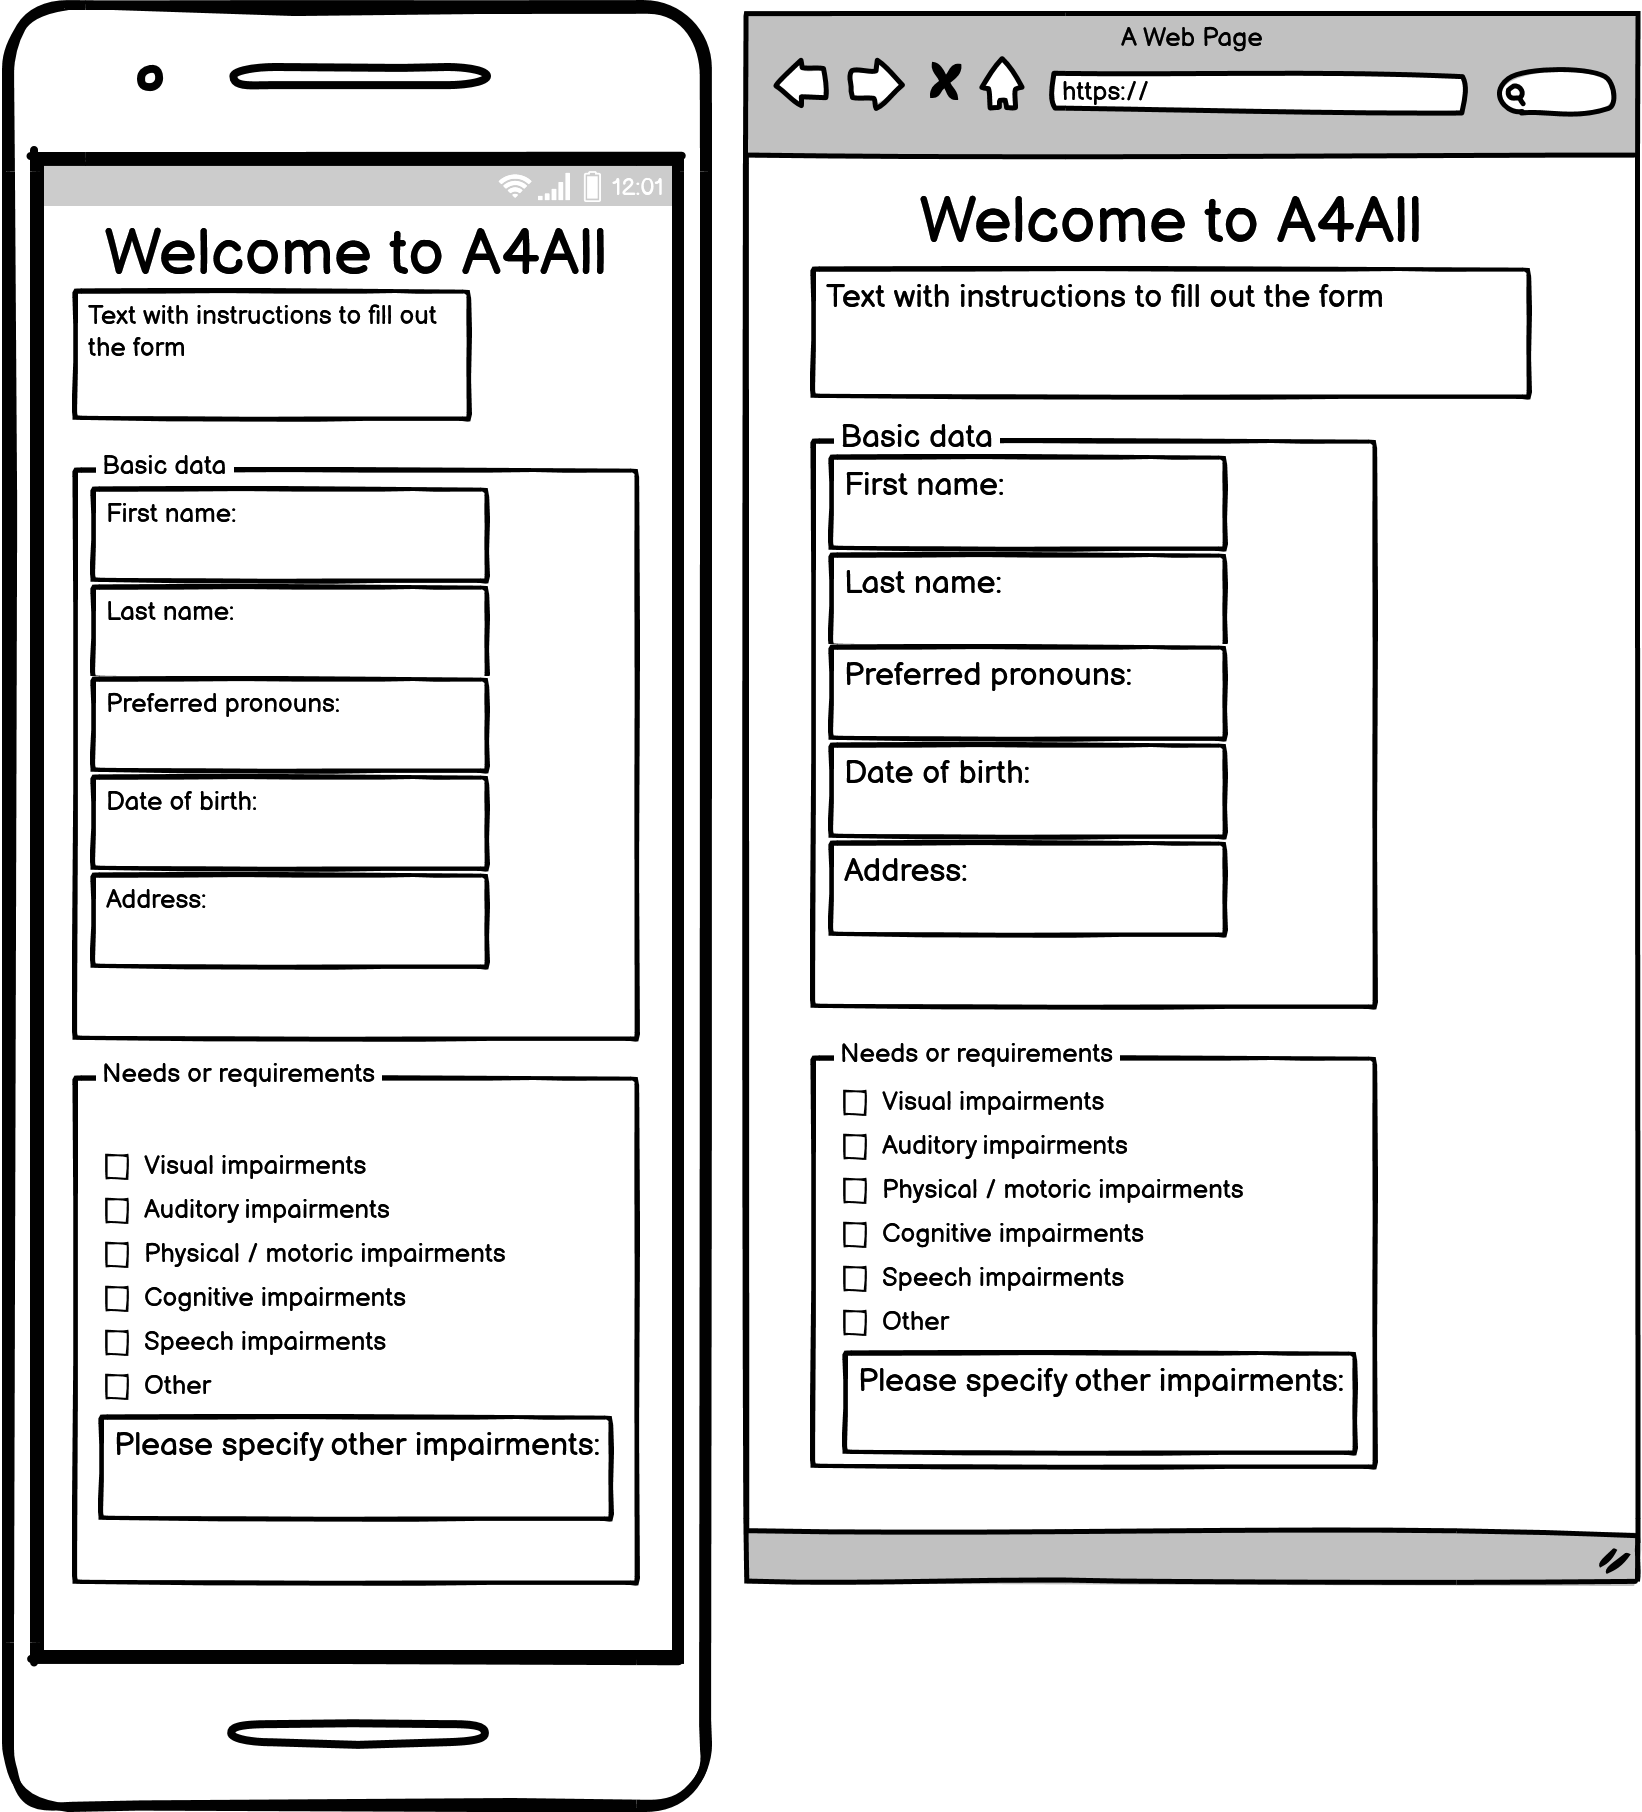 12:01
Welcome to A4All
Text with instructions to fill out
the form
Basic data
First name:
Last name:
Preferred pronouns:
Date of birth:
Address:
Needs or requirements
Visual impairments
Auditory impairments
Physical / motoric impairments
Cognitive impairments
Speech impairments
Other
Please specify other impairments:
A Web Page
https://
Welcome to A4All
Text with instructions to fill out the form
Basic data
First name:
Last name:
Preferred pronouns:
Date of birth:
Address:
Needs or requirements
Visual impairments
Auditory impairments
Physical / motoric impairments
Cognitive impairments
Speech impairments
Other
Please specify other impairments: